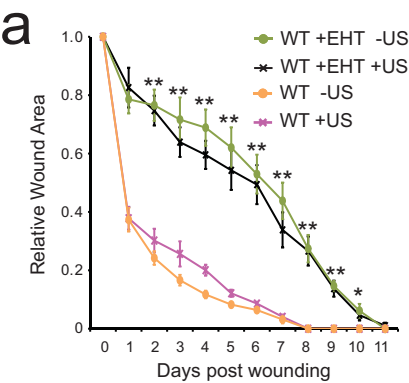 a
WT +EHT -US
WT +EHT +US
WT -US
WT +US
Relative Wound Area
1.0
0.8
0.6
0.4
0.2
0
** ** ** ** ** ** ** ** *
0 1 2 3 4 5 6 7 8 9 10 11
Days post wounding